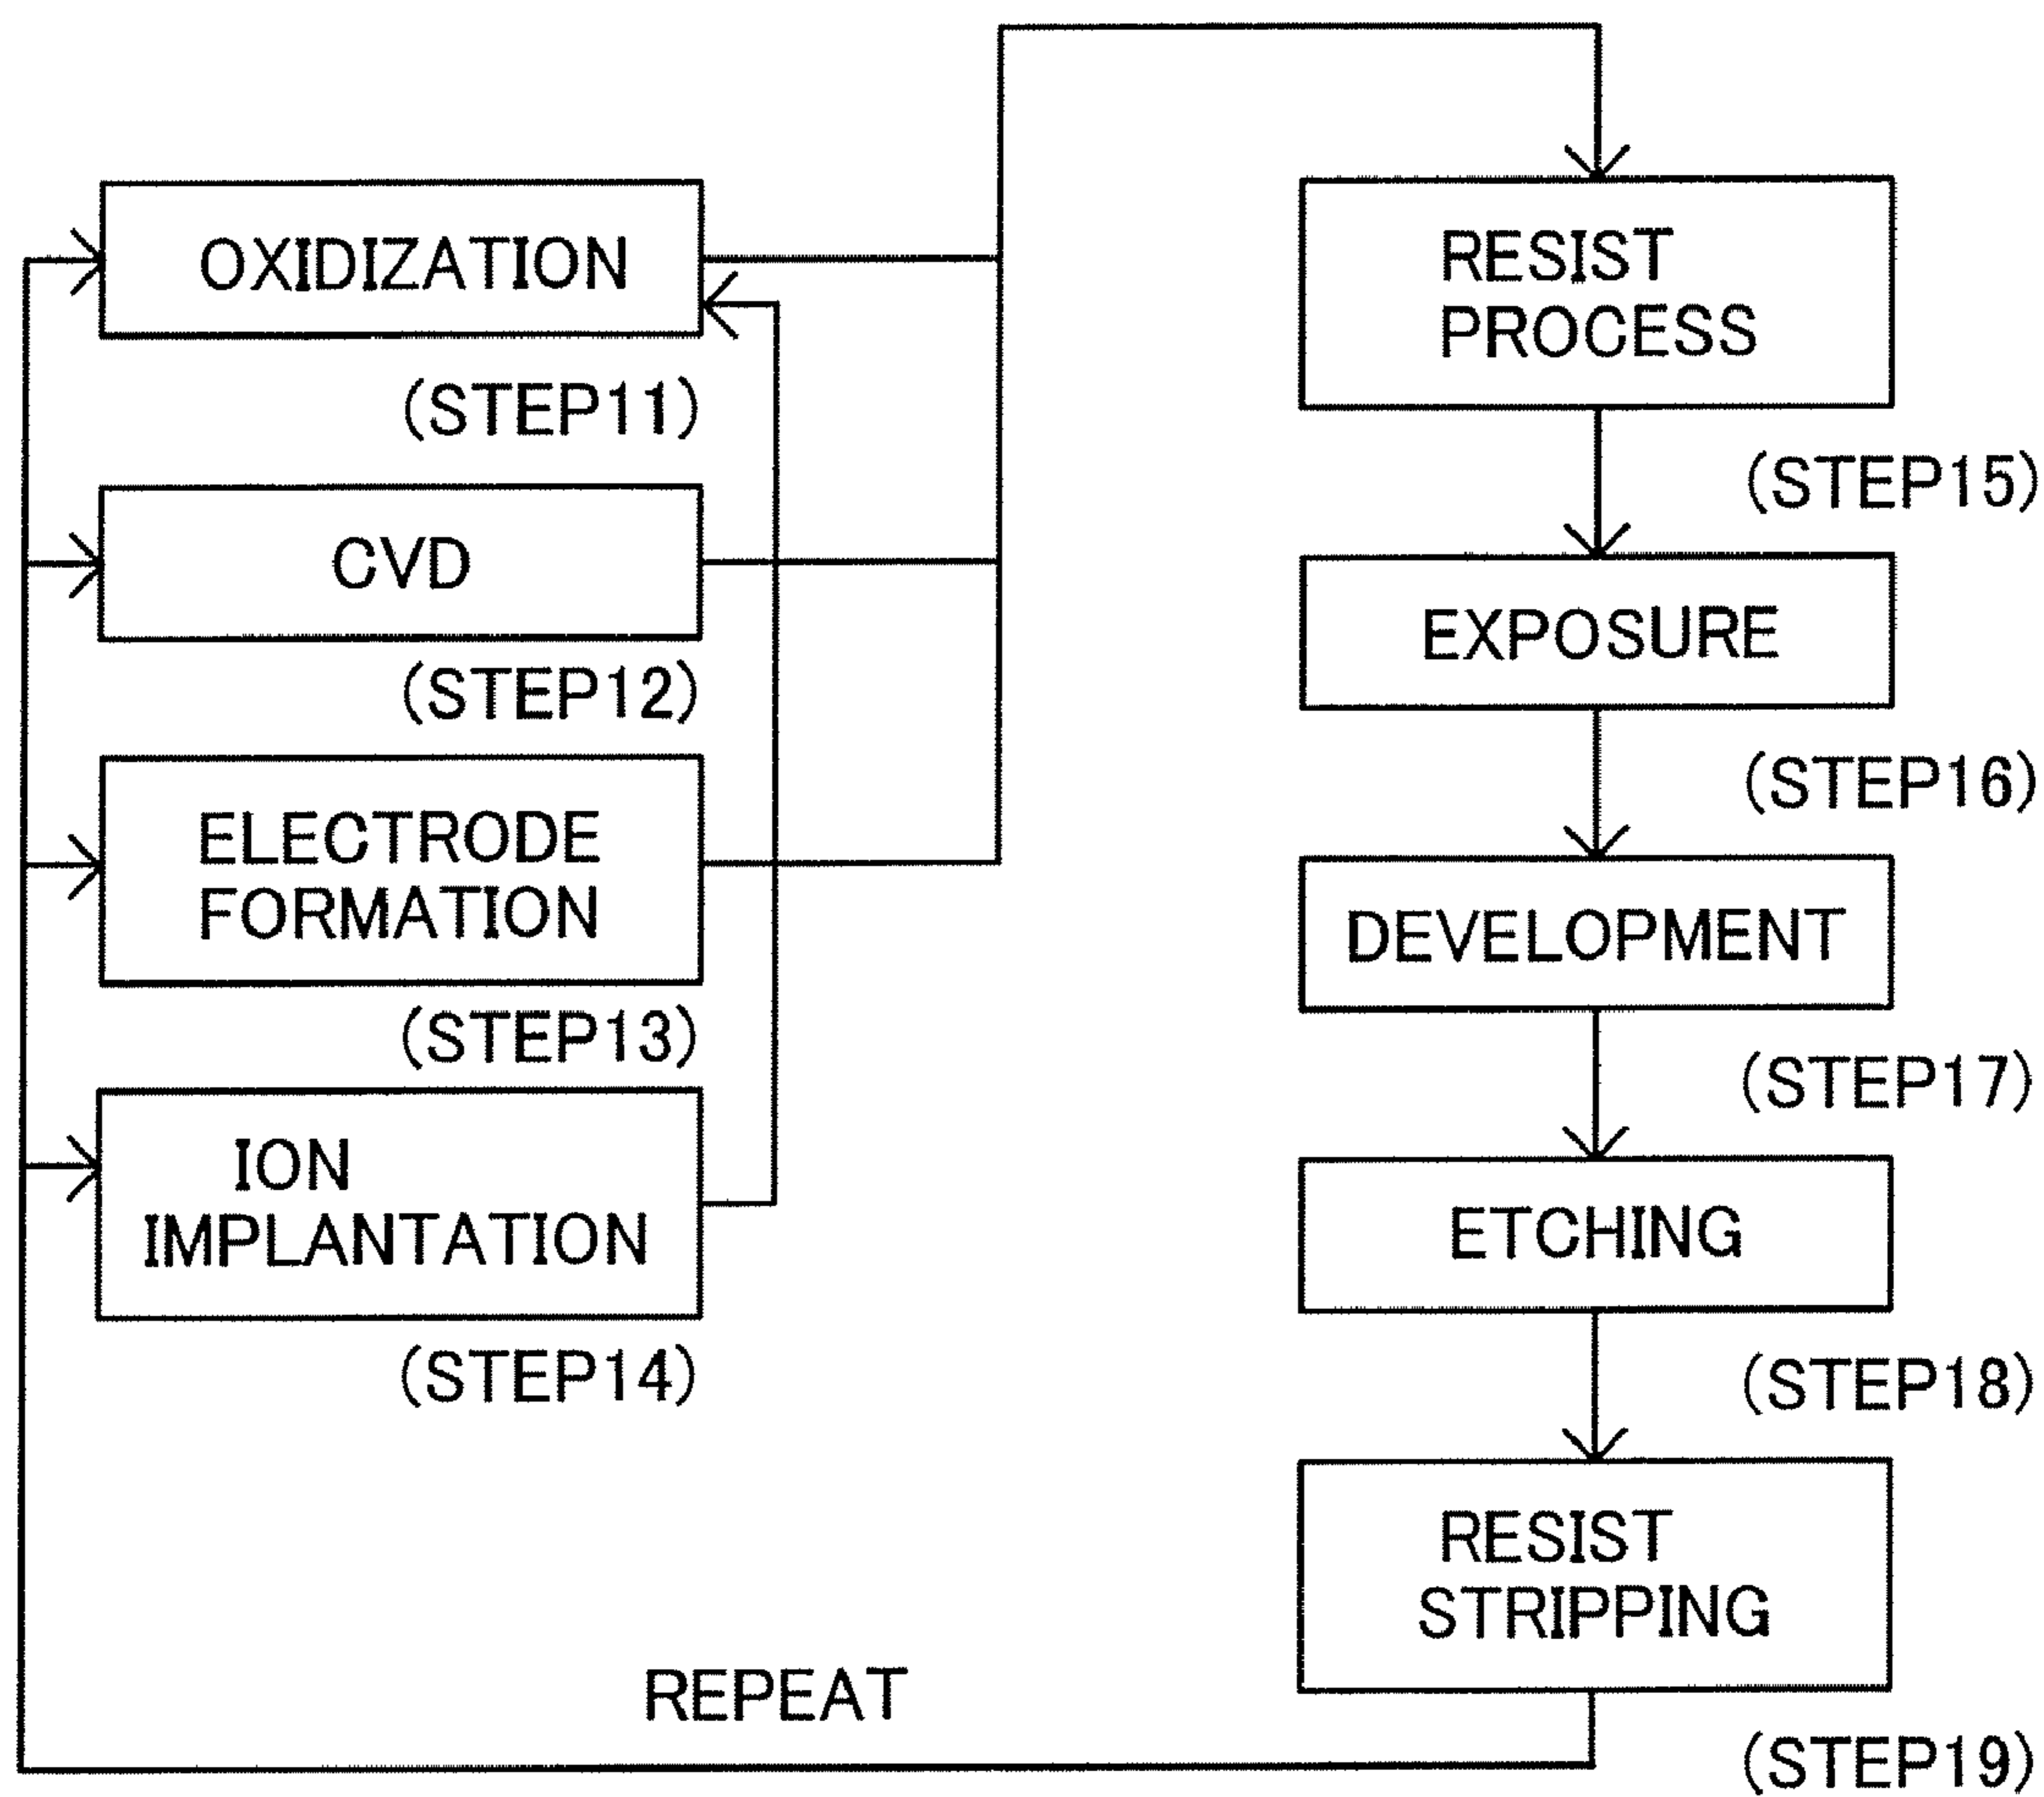 OXIDIZATION
(STEP11)
CVD
(STEP12)
ELECTRODE
FORMATION
(STEP13)
ION
IMPLANTATION
(STEP14)
RESIST
PROCESS
(STEP15)
EXPOSURE
(STEP16)
DEVELOPMENT
(STEP17)
ETCHING
(STEP18)
RESIST
STRIPPING
(STEP19)
REPEAT